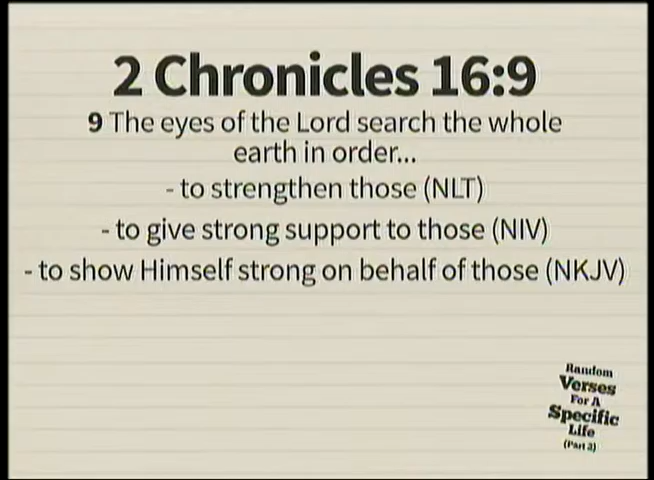 2 Chronicles 16:9
9 The eyes of the Lord search the whole
earth in order...
- to strengthen those (NLT)
- to give strong support to those (NIV)
- to show Himself strong on behalf of those (NKJV)
Random
Verses
For A
Specific
Life
(Part 2)